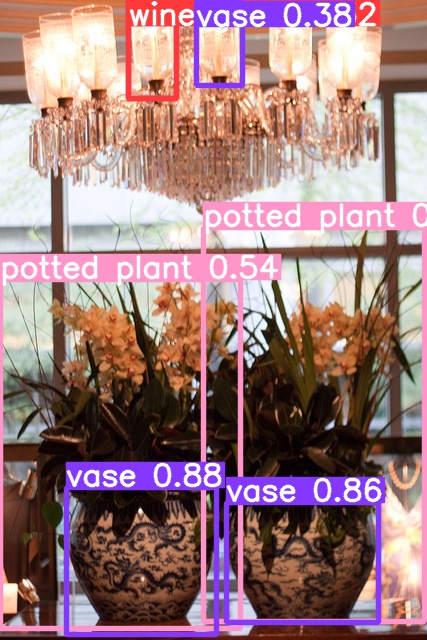 wine
vase 0.38
2
potted plant 0
potted plant 0.54
vase 0.88
vase 0.86